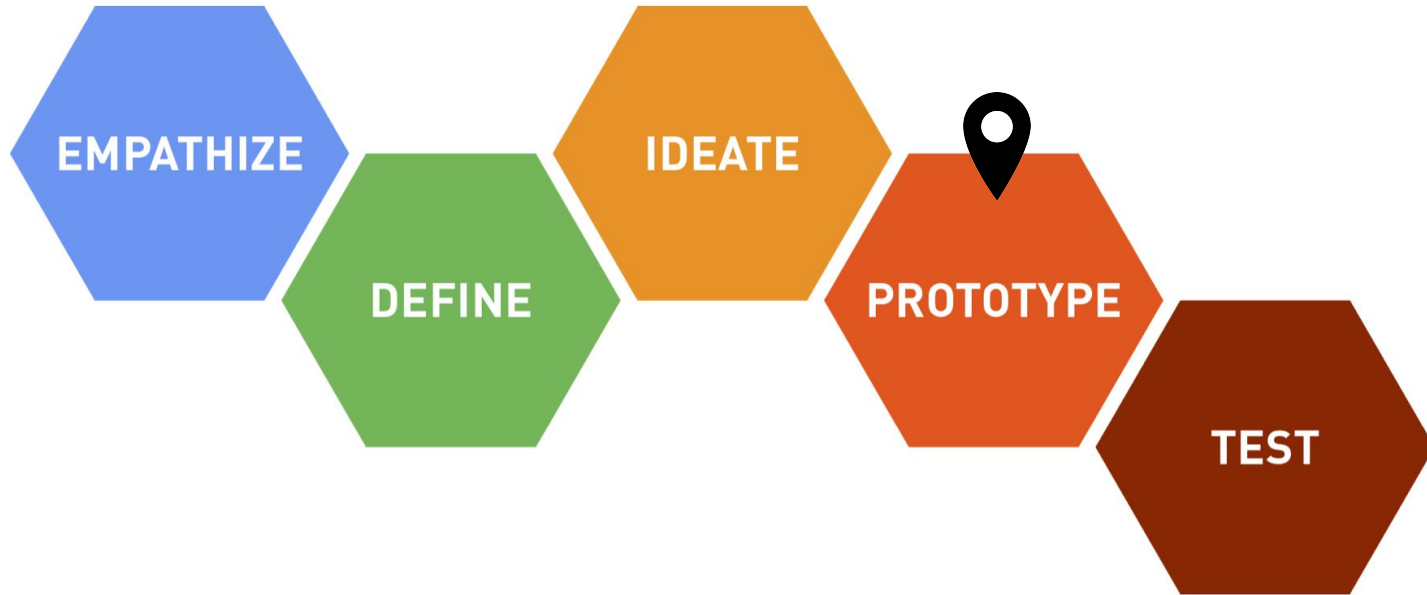 EMPATHIZE
DEFINE
IDEATE
PROTOTYPE
TEST